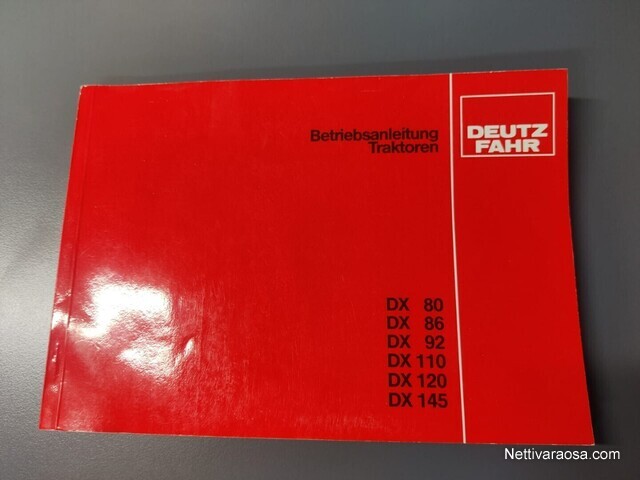 Betriebsanleitung
Traktoren
DEUTZ
FAHR
DX 80
DX 86
DX 92
DX 110
DX 120
DX 145
Nettivaraosa.com